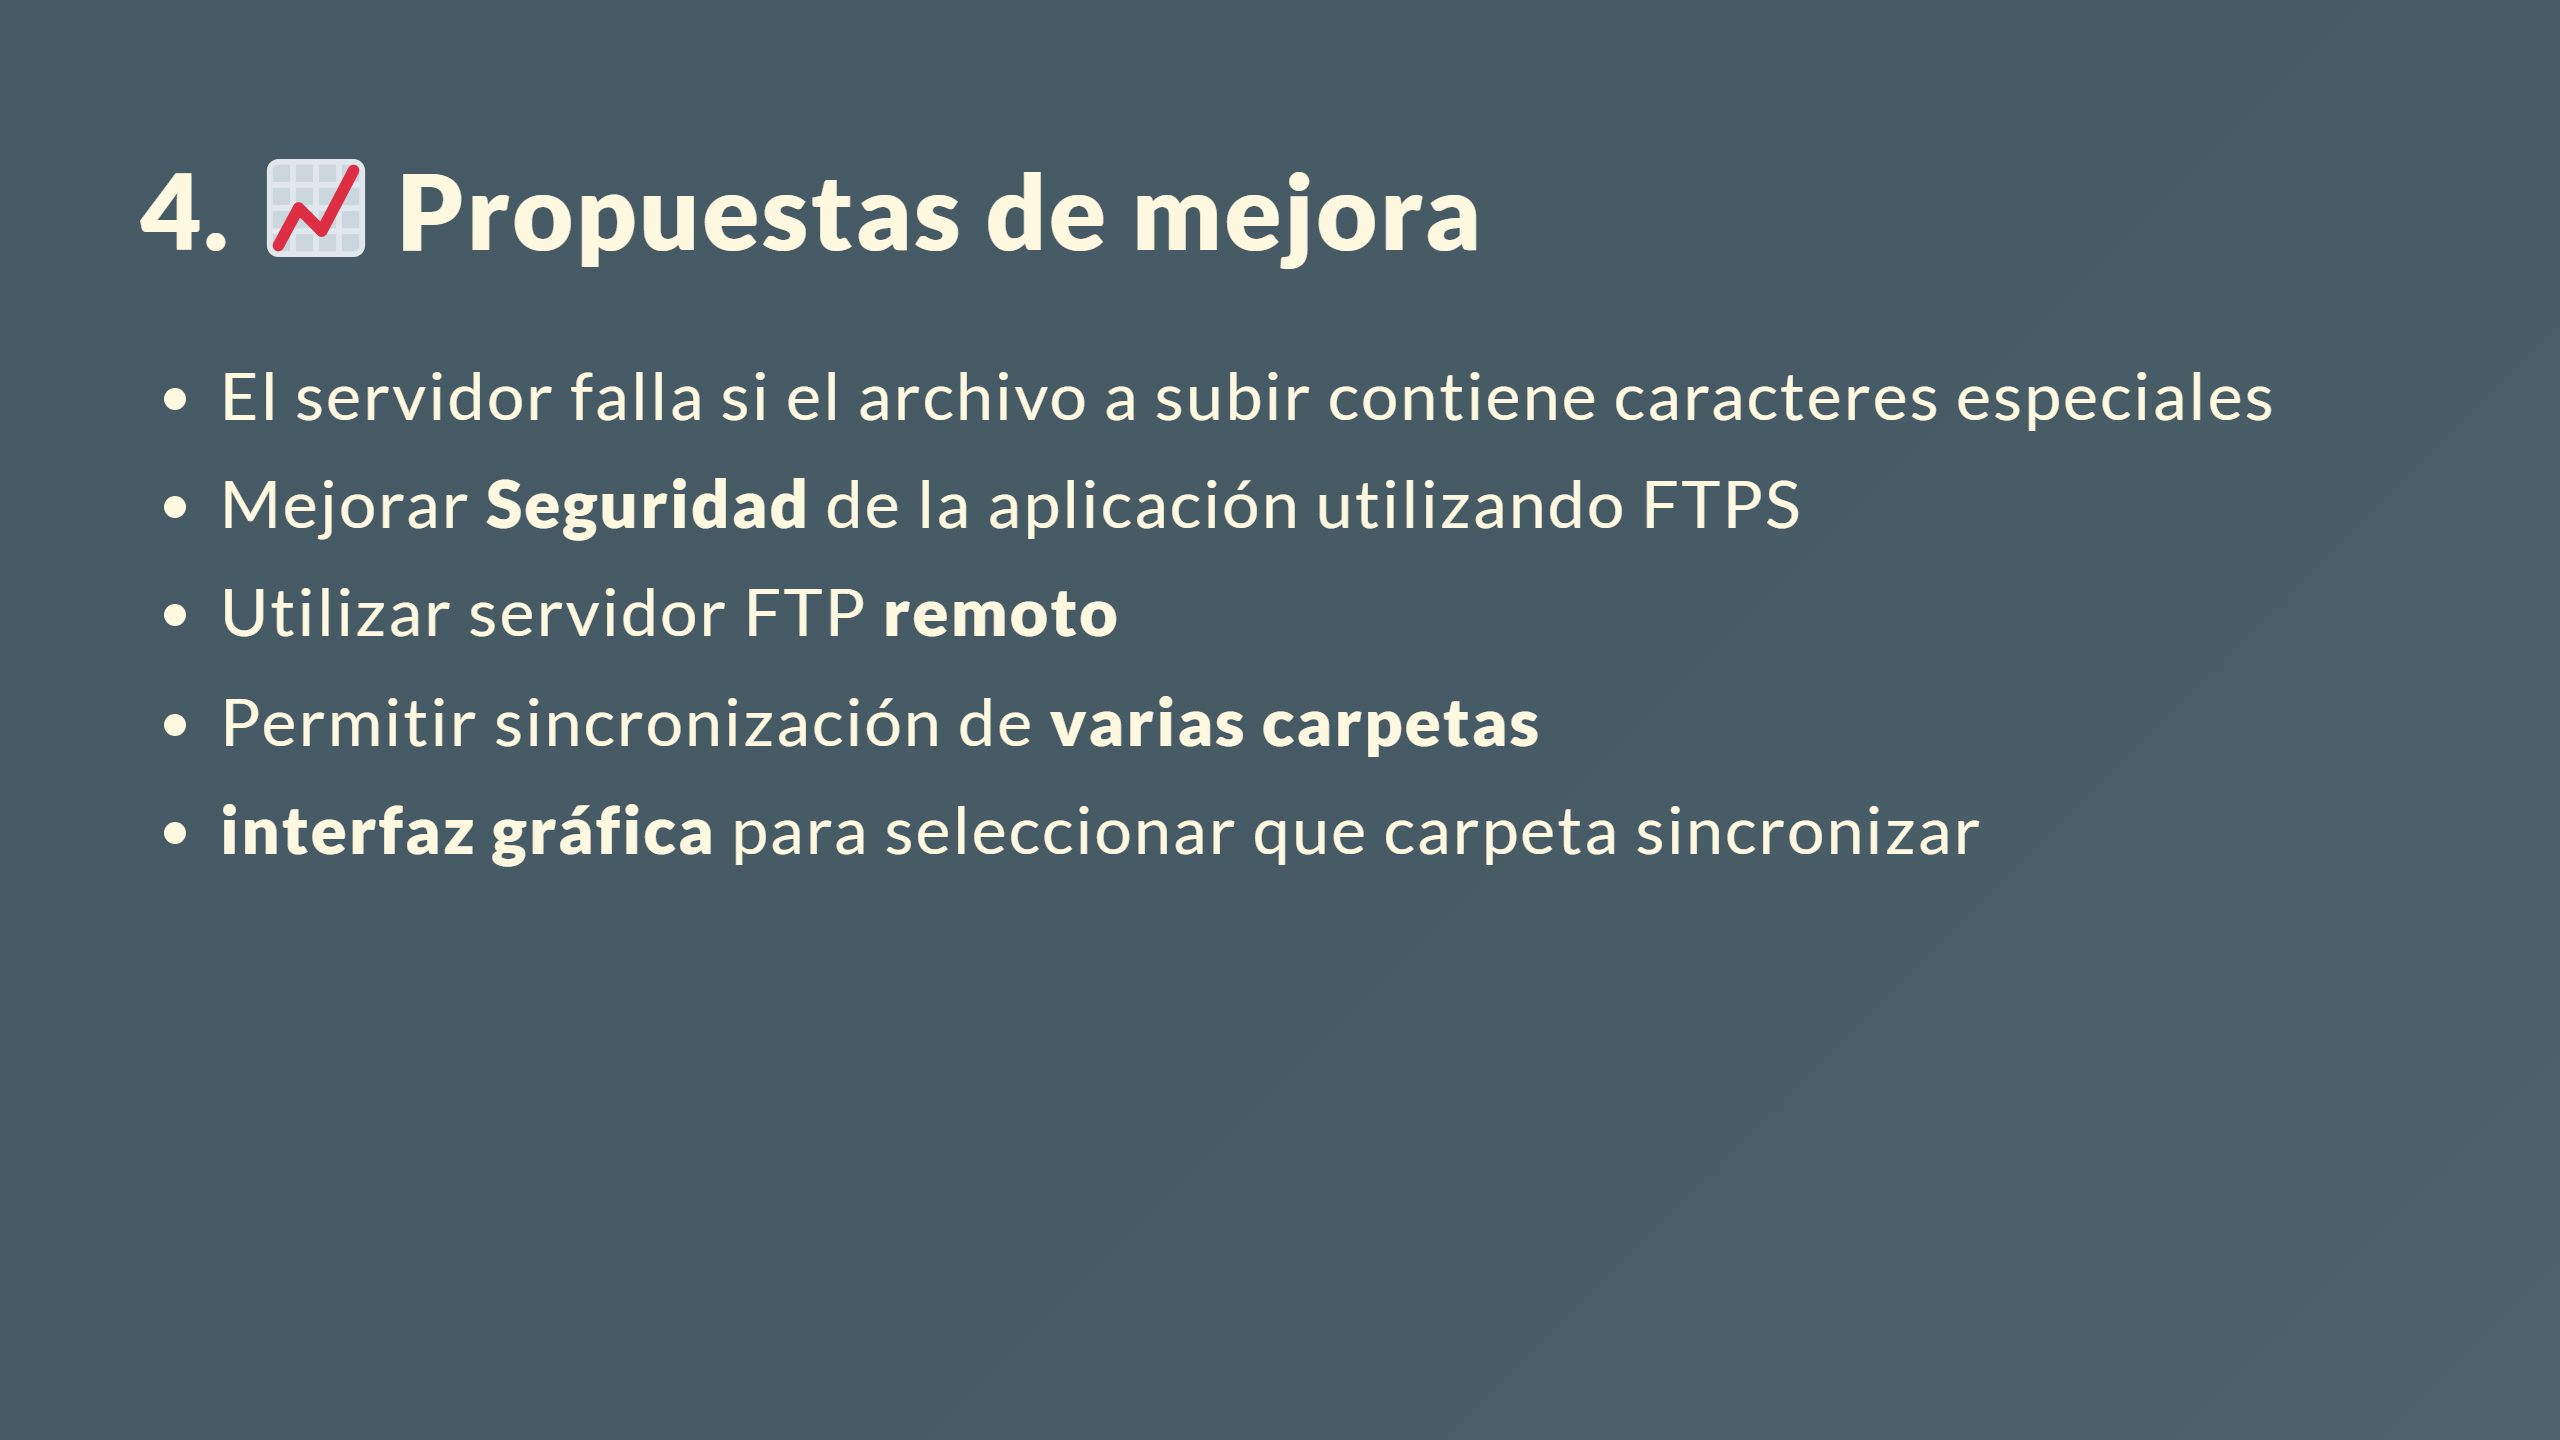 4. 📈 Propuestas de mejora
• El servidor falla si el archivo a subir contiene caracteres especiales
• Mejorar Seguridad de la aplicación utilizando FTPS
• Utilizar servidor FTP remoto
• Permitir sincronización de varias carpetas
• interfaz gráfica para seleccionar que carpeta sincronizar